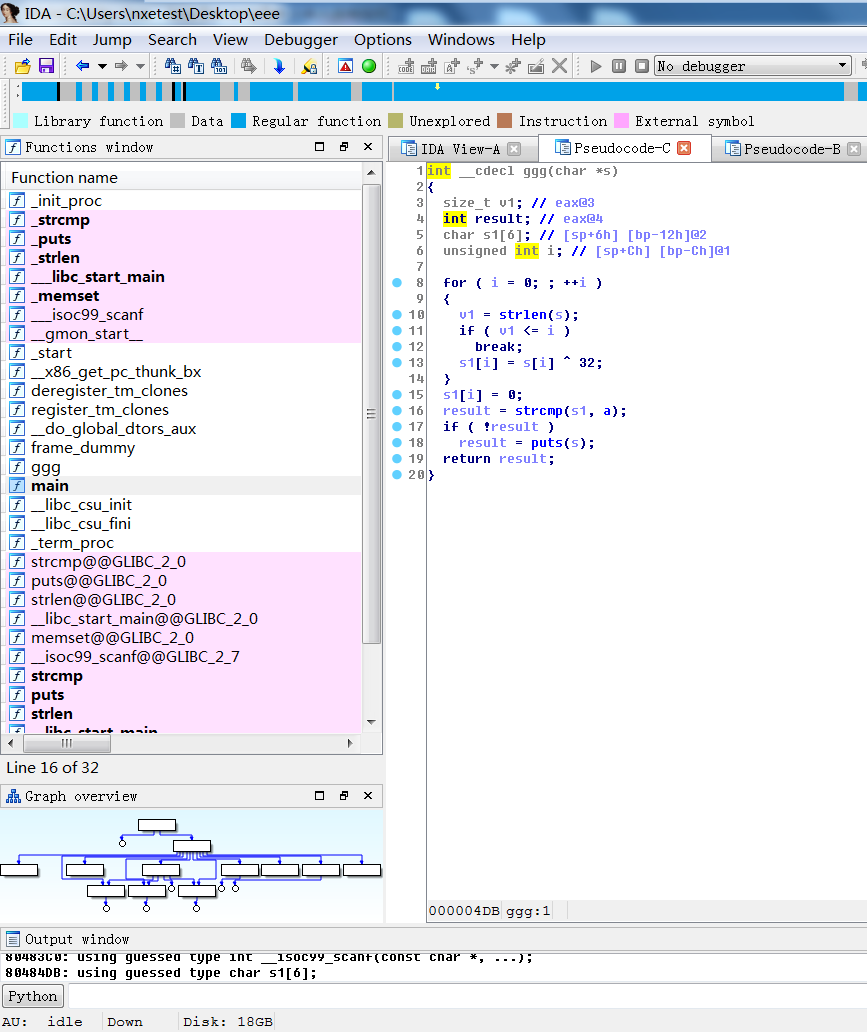 IDA - C:\Users\nxetest\Desktop\eee
File Edit Jump Search View Debugger Options Windows Help
No debugger
Library function Data Regular function Unexplored Instruction External symbol
Functions window
Function name
_init_proc
_strcmp
_puts
_strlen
___libc_start_main
_memset
___isoc99_scanf
__gmon_start__
_start
__x86_get_pc_thunk_bx
deregister_tm_clones
register_tm_clones
__do_global_dtors_aux
frame_dummy
ggg
main
__libc_csu_init
__libc_csu_fini
_term_proc
strcmp@@GLIBC_2_0
puts@@GLIBC_2_0
strlen@@GLIBC_2_0
__libc_start_main@@GLIBC_2_0
memset@@GLIBC_2_0
__isoc99_scanf@@GLIBC_2_7
strcmp
puts
strlen
__libc_start_main
Line 16 of 32
Graph overview
IDA View-A Pseudocode-C Pseudocode-B
1 int __cdecl ggg(char *s)
2 {
3 size_t v1; // eax@3
4 int result; // eax@4
5 char s1[6]; // [sp+6h] [bp-12h]@2
6 unsigned int i; // [sp+Ch] [bp-Ch]@1
7
8 for ( i = 0; ; ++i )
9 {
10 v1 = strlen(s);
11 if ( v1 <= i )
12 break;
13 s1[i] = s[i] ^ 32;
14 }
15 s1[i] = 0;
16 result = strcmp(s1, a);
17 if ( !result )
18 result = puts(s);
19 return result;
20 }
000004DB ggg:1
Output window
80483C0: using guessed type int __isoc99_scanf(const char *, ...);
80484DB: using guessed type char s1[6];
Python
AU: idle Down Disk: 18GB